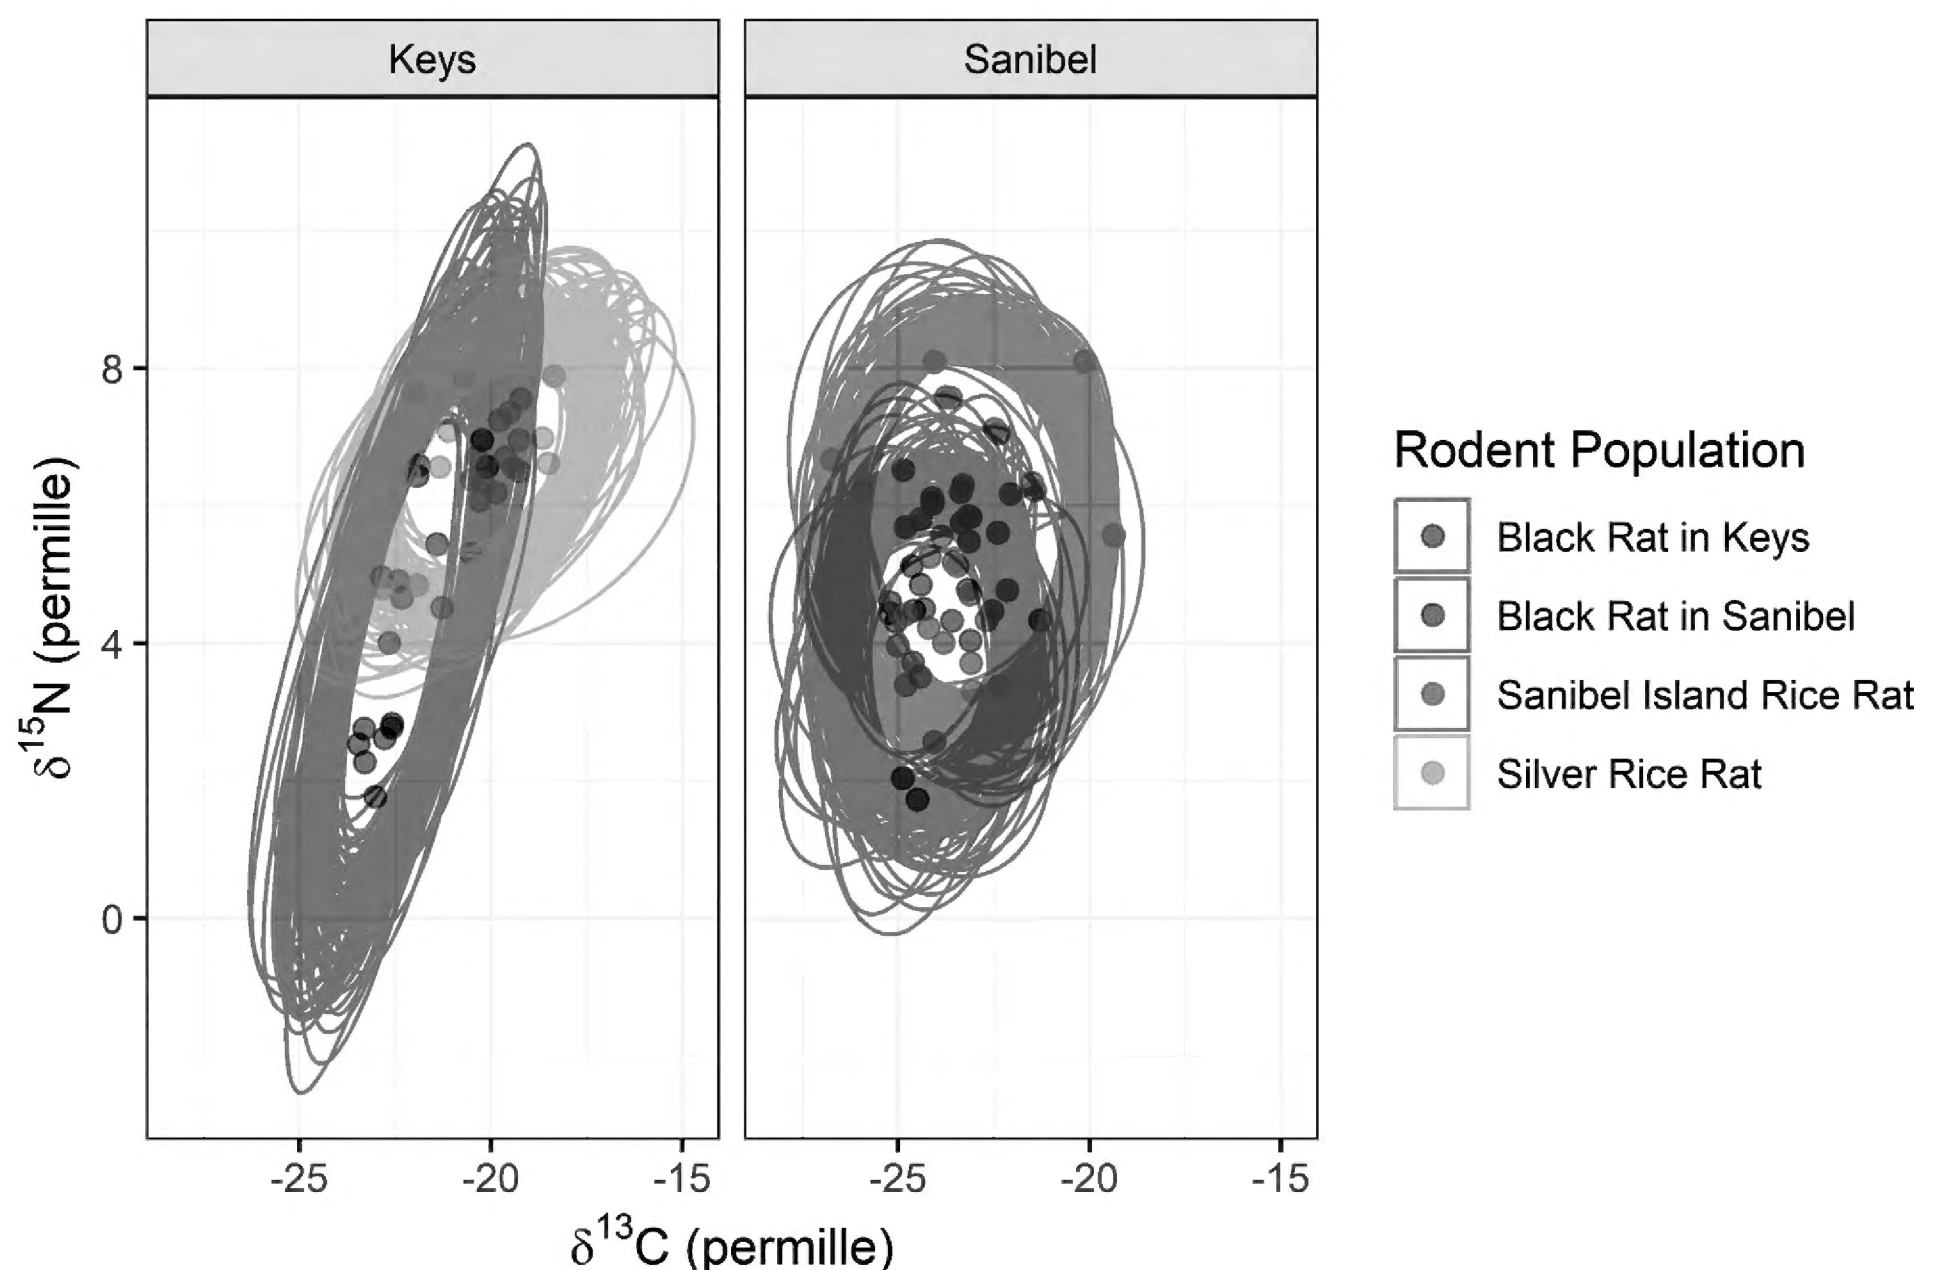 Keys
Sanibel
8
4
0
δ¹⁵N (permille)
-25
-20
-15
-25
-20
-15
δ¹³C (permille)
Rodent Population
Black Rat in Keys
Black Rat in Sanibel
Sanibel Island Rice Rat
Silver Rice Rat